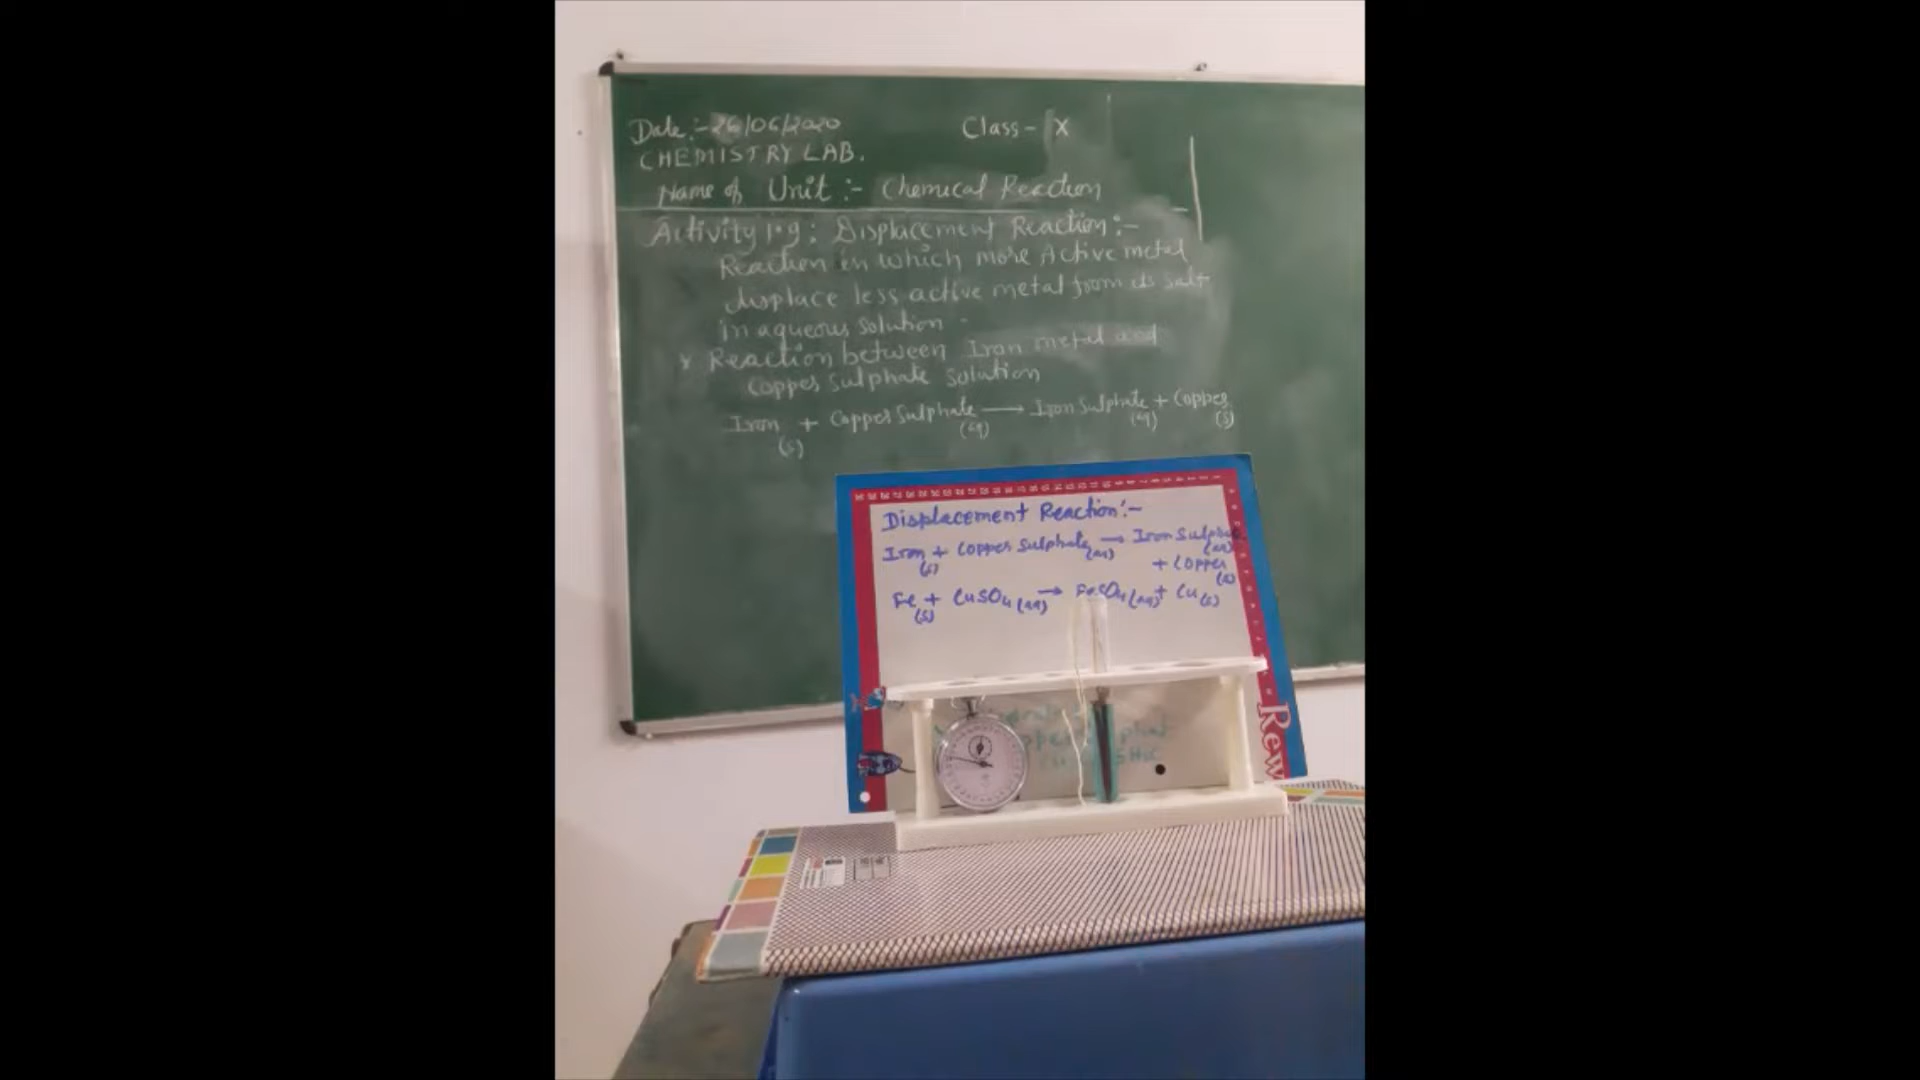 Date:- 26/06/2020
Class- X
CHEMISTRY LAB.
Name of Unit:- Chemical Reaction
Activity 1.9: Displacement Reaction:-
Reaction in which more Active metal
displace less active metal from its salt
in aqueous solution.
Reaction between Iron metal and
Copper Sulphate Solution
Iron (s) + Copper Sulphate (aq) → Iron Sulphate (aq) + Copper (s)
Displacement Reaction:-
Iron (s) + Copper Sulphate (aq) → Iron Sulphate (aq)
+ Copper (s)
Fe (s) + CuSO4 (aq) → FeSO4 (aq) + Cu (s)
Rew